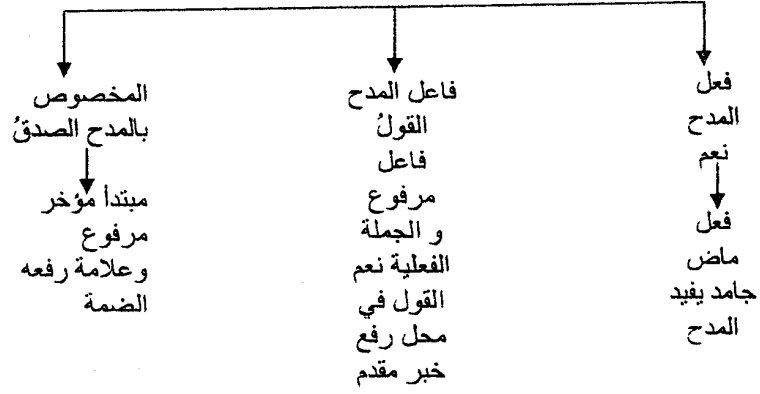 فعل
المدح
نعم
فعل
ماض
جامد يفيد
المدح
فاعل المدح
القولُ
فاعل
مرفوع
و الجملة
الفعلية نعم
القول في
محل رفع
خبر مقدم
المخصوص
بالمدح الصدقُ
مبتدأ مؤخر
مرفوع
وعلامة رفعه
الضمة